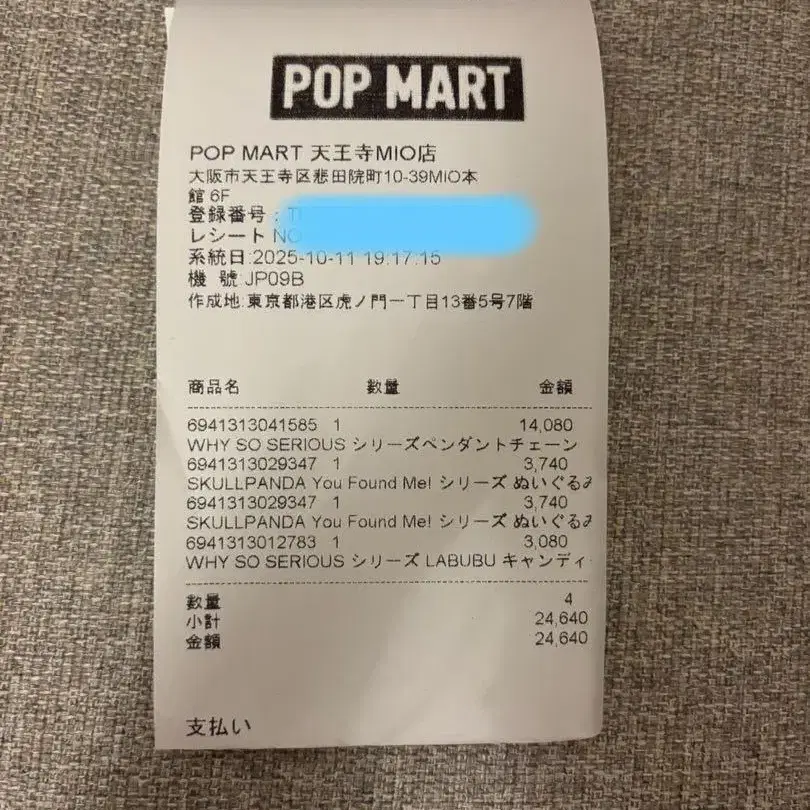 POP MART
POP MART 天王寺MIO店
大阪市天王寺区悲田院町10-39MIO本
館 6F
登録番号:T
レシートNO
系統日:2025-10-11 19:17:15
機 號:JP09B
作成地:東京都港区虎ノ門一丁目13番5号7階
商品名 數量 金額
6941313041585 1 14,080
WHY SO SERIOUS シリーズペンダントチェーン
6941313029347 1 3,740
SKULLPANDA You Found Me! シリーズ ぬいぐるみ
6941313029347 1 3,740
SKULLPANDA You Found Me! シリーズ ぬいぐるみ
6941313012783 1 3,080
WHY SO SERIOUS シリーズ LABUBU キャンディ
數量 4
小計 24,640
金額 24,640
支払い